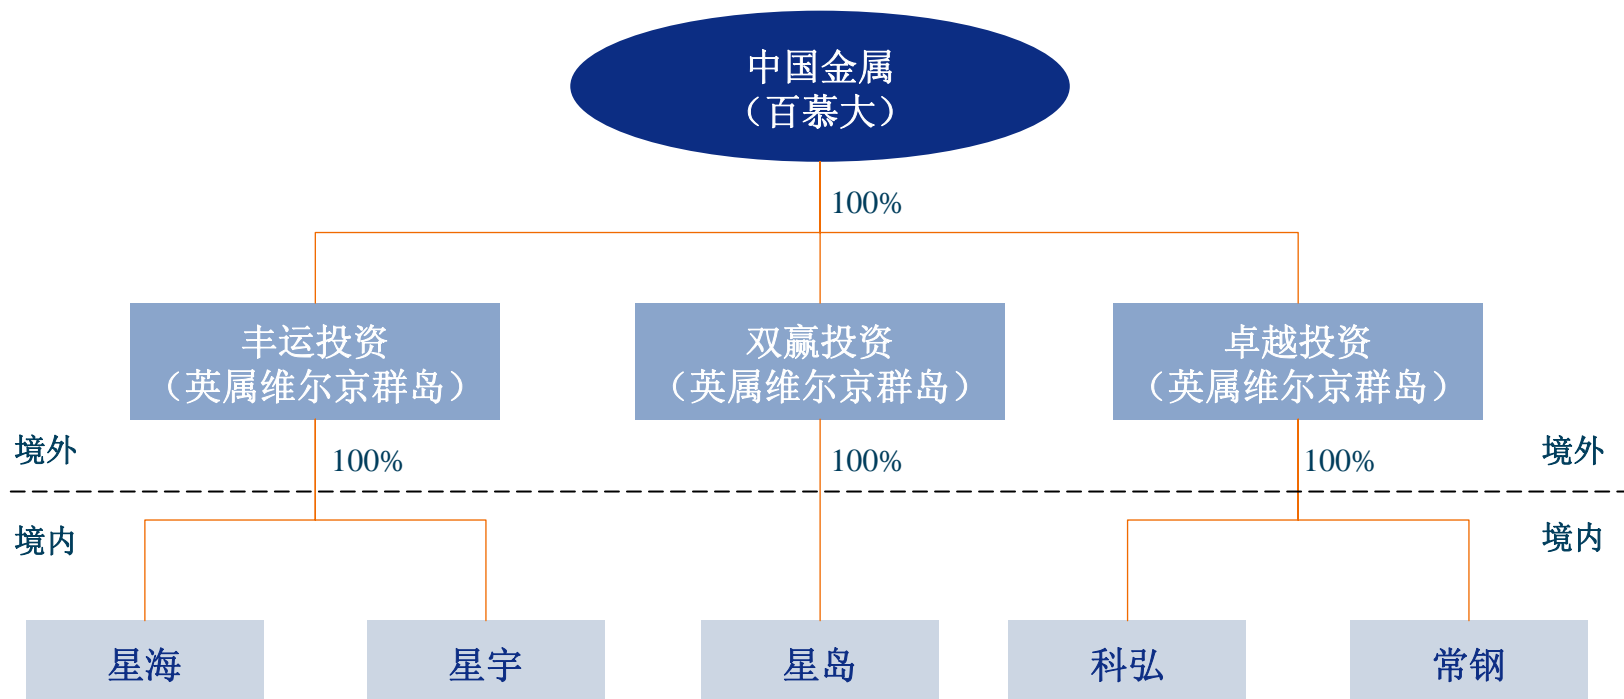 中国金属
（百慕大）
100%
丰运投资
（英属维尔京群岛）
双赢投资
（英属维尔京群岛）
卓越投资
（英属维尔京群岛）
境外
100%
100%
100%
境外
境内
境内
星海
星宇
星岛
科弘
常钢